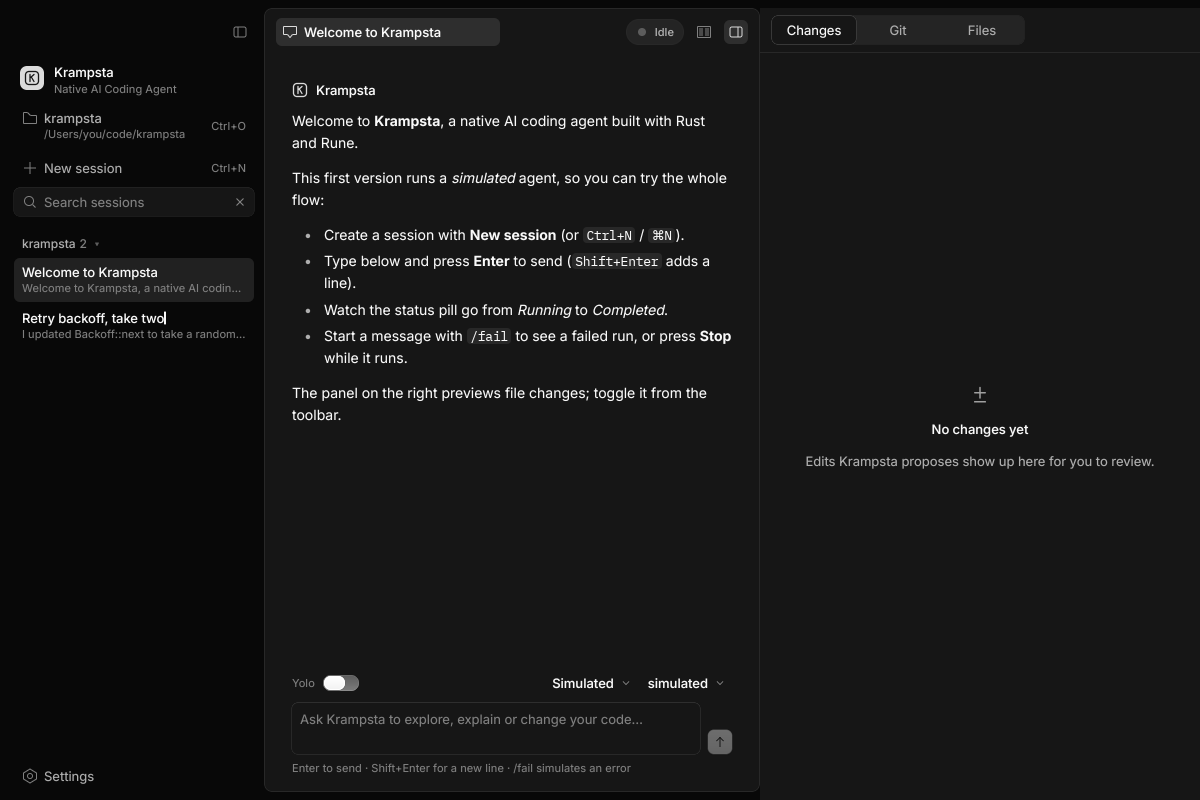 Krampsta
Native AI Coding Agent
krampsta
/Users/you/code/krampsta
Ctrl+O
New session
Ctrl+N
Search sessions
krampsta 2
Welcome to Krampsta
Welcome to Krampsta, a native AI codin...
Retry backoff, take two
I updated Backoff::next to take a random...
Settings
Welcome to Krampsta
Idle
K Krampsta
Welcome to Krampsta, a native AI coding agent built with Rust
and Rune.
This first version runs a simulated agent, so you can try the whole
flow:
• Create a session with New session (or Ctrl+N / ⌘N).
• Type below and press Enter to send (Shift+Enter adds a
line).
• Watch the status pill go from Running to Completed.
• Start a message with /fail to see a failed run, or press Stop
while it runs.
The panel on the right previews file changes; toggle it from the
toolbar.
Yolo
Simulated
simulated
Ask Krampsta to explore, explain or change your code...
Enter to send · Shift+Enter for a new line · /fail simulates an error
Changes
Git
Files
No changes yet
Edits Krampsta proposes show up here for you to review.